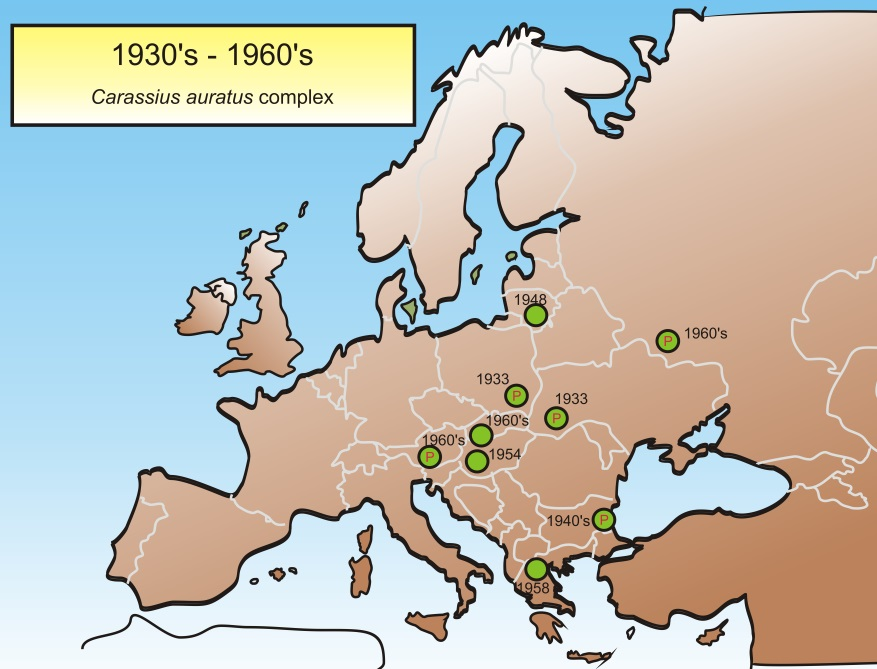 1930's - 1960's
Carassius auratus complex
1948
P 1960's
1933
P
1933
P
1960's
1960's
P
1954
1940's P
1958